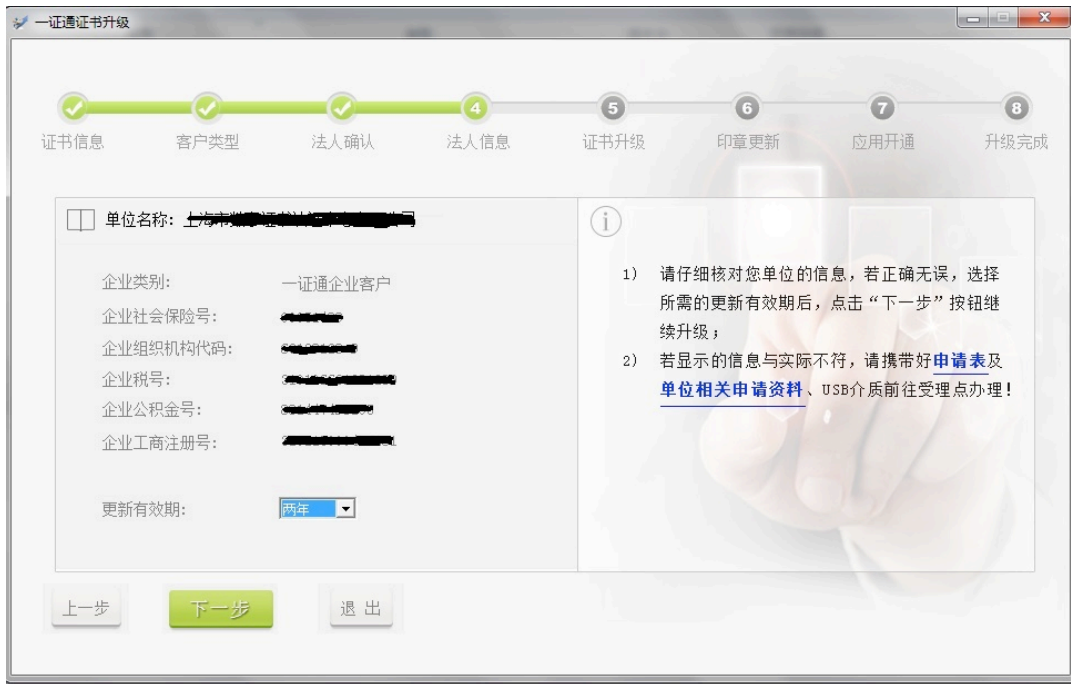 一证通证书升级
4 5 6 7 8
证书信息 客户类型 法人确认 法人信息 证书升级 印章更新 应用开通 升级完成
单位名称:
企业类别: 一证通企业客户
企业社会保险号:
企业组织机构代码:
企业税号:
企业公积金号:
企业工商注册号:
更新有效期: 两年
i
1) 请仔细核对您单位的信息，若正确无误，选择
所需的更新有效期后，点击“下一步”按钮继
续升级；
2) 若显示的信息与实际不符，请携带好申请表及
单位相关申请资料、USB介质前往受理点办理！
上一步 下一步 退 出